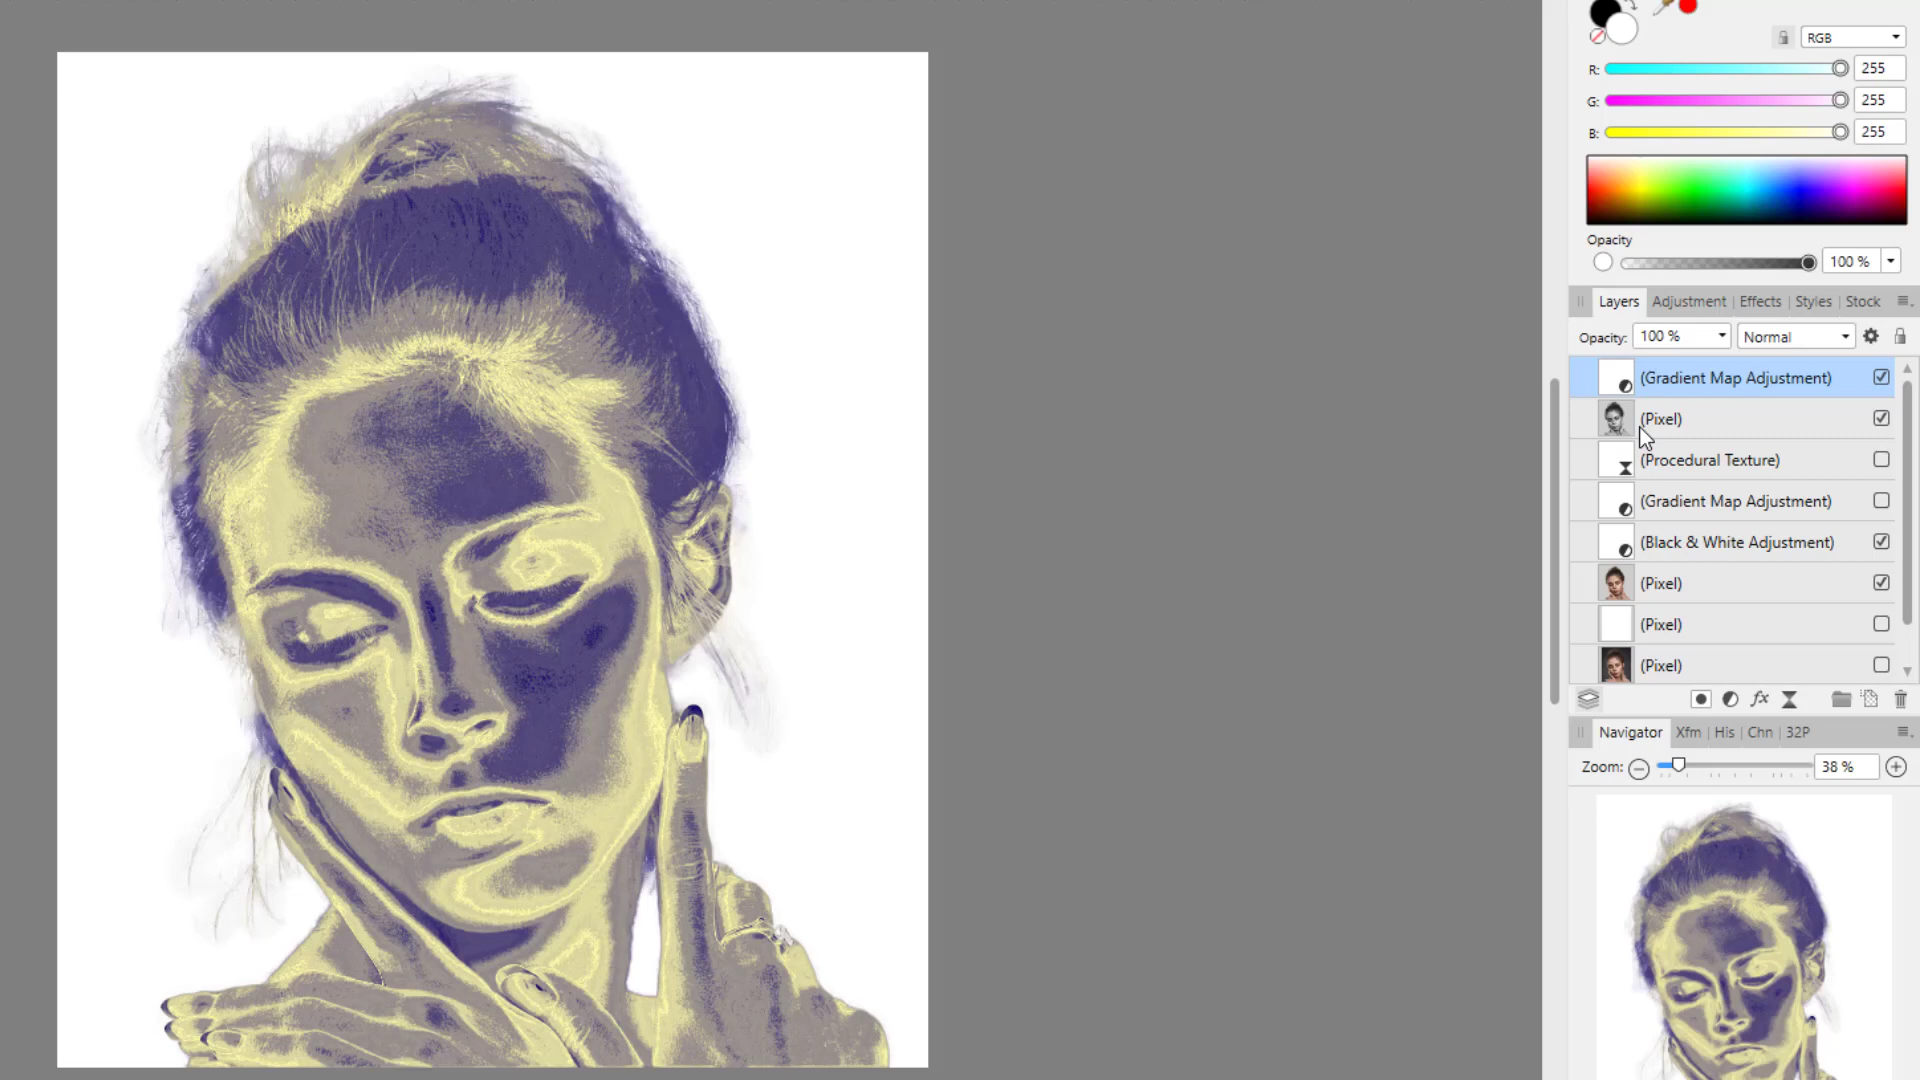 RGB
R: 255
G: 255
B: 255
Opacity
100 %
Layers Adjustment Effects Styles Stock
Opacity: 100 % Normal
(Gradient Map Adjustment)
(Pixel)
(Procedural Texture)
(Gradient Map Adjustment)
(Black & White Adjustment)
(Pixel)
(Pixel)
(Pixel)
fx
Navigator Xfm His Chn 32P
Zoom: 38 %